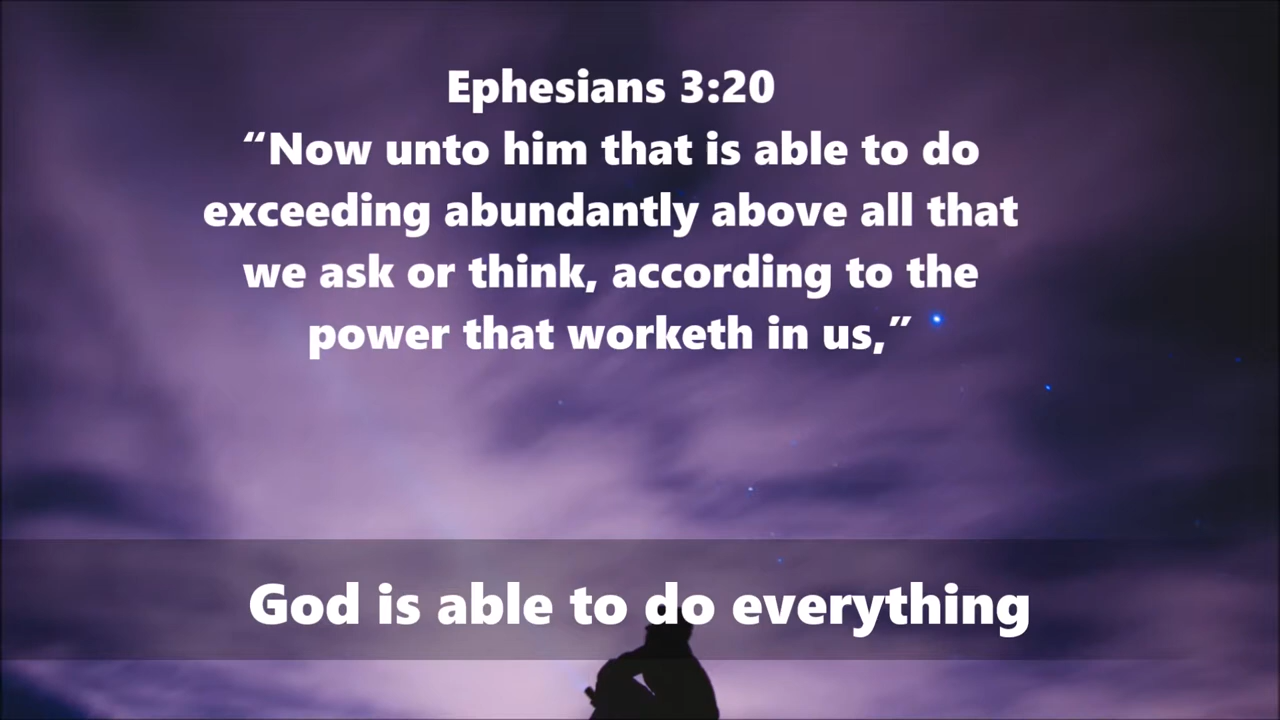 Ephesians 3:20
“Now unto him that is able to do
exceeding abundantly above all that
we ask or think, according to the
power that worketh in us,”
God is able to do everything